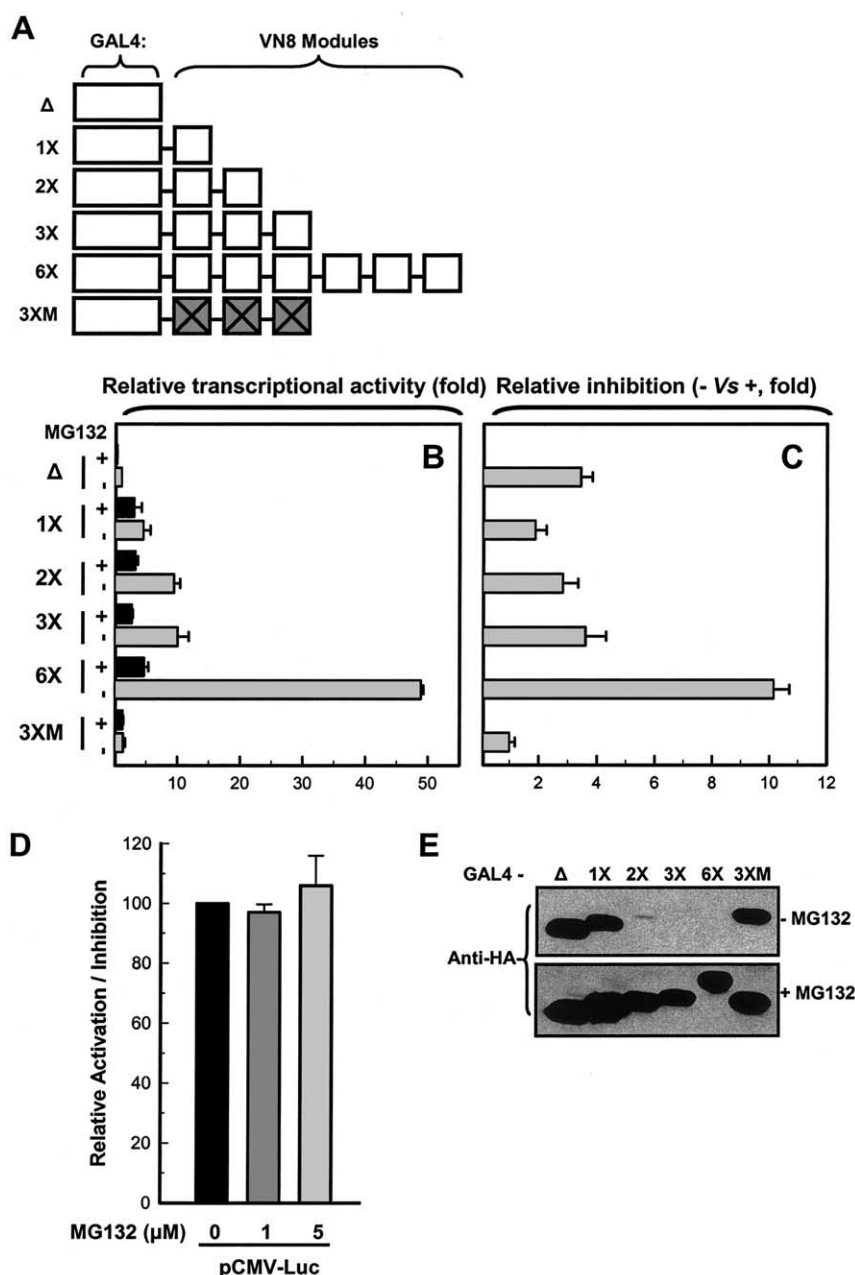 A
GAL4: VN8 Modules
Δ
1X
2X
3X
6X
3XM
Relative transcriptional activity (fold) Relative inhibition (- Vs +, fold)
MG132
B
C
Δ + -
1X + -
2X + -
3X + -
6X + -
3XM + -
10 20 30 40 50
2 4 6 8 10 12
D
Relative Activation / Inhibition
120
100
80
60
40
20
0
MG132 (µM) 0 1 5
pCMV-Luc
E
GAL4 - Δ 1X 2X 3X 6X 3XM
- MG132
Anti-HA-
+ MG132